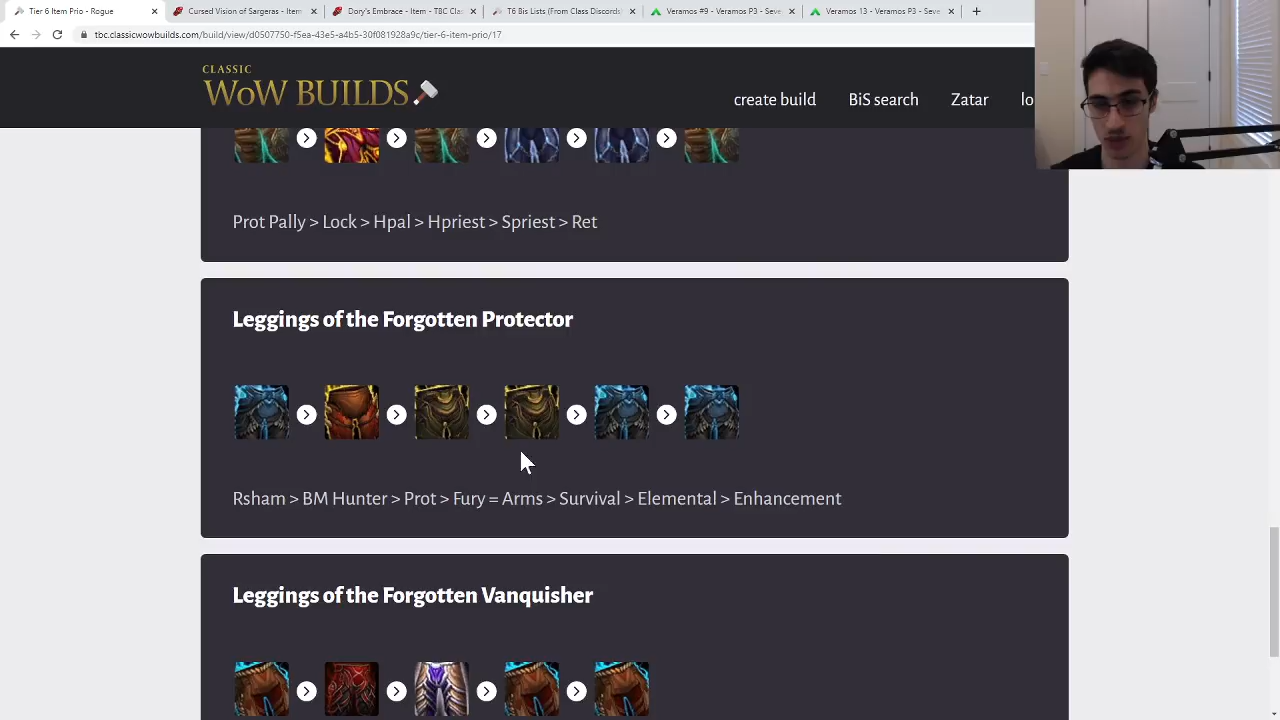 Tier 6 Item Prio - Rogue
Cursed Vision of Sargeras - Item
Dory's Embrace - Item - TBC Cla
T6 Bis Lists (From Class Discords
Veramos #9 - Veramos P3 - Seve
Veramos 13 - Veramos P3 - Seve
tbc.classicwowbuilds.com/build/view/d0507750-f5ea-43e5-a4b5-30f081928a9c/tier-6-item-prio/17
CLASSIC
WoW BUILDS
create build
BiS search
Zatar
lo
Prot Pally > Lock > Hpal > Hpriest > Spriest > Ret
Leggings of the Forgotten Protector
Rsham > BM Hunter > Prot > Fury = Arms > Survival > Elemental > Enhancement
Leggings of the Forgotten Vanquisher